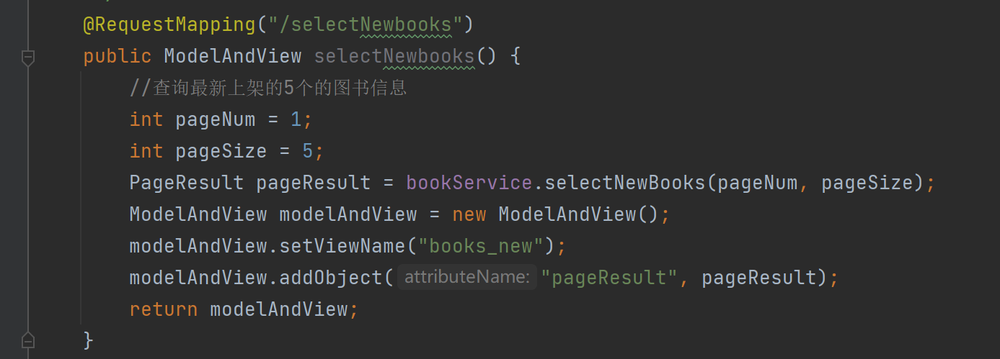 @RequestMapping("/selectNewbooks")
public ModelAndView selectNewbooks() {
//查询最新上架的5个的图书信息
int pageNum = 1;
int pageSize = 5;
PageResult pageResult = bookService.selectNewBooks(pageNum, pageSize);
ModelAndView modelAndView = new ModelAndView();
modelAndView.setViewName("books_new");
modelAndView.addObject( attributeName: "pageResult", pageResult);
return modelAndView;
}